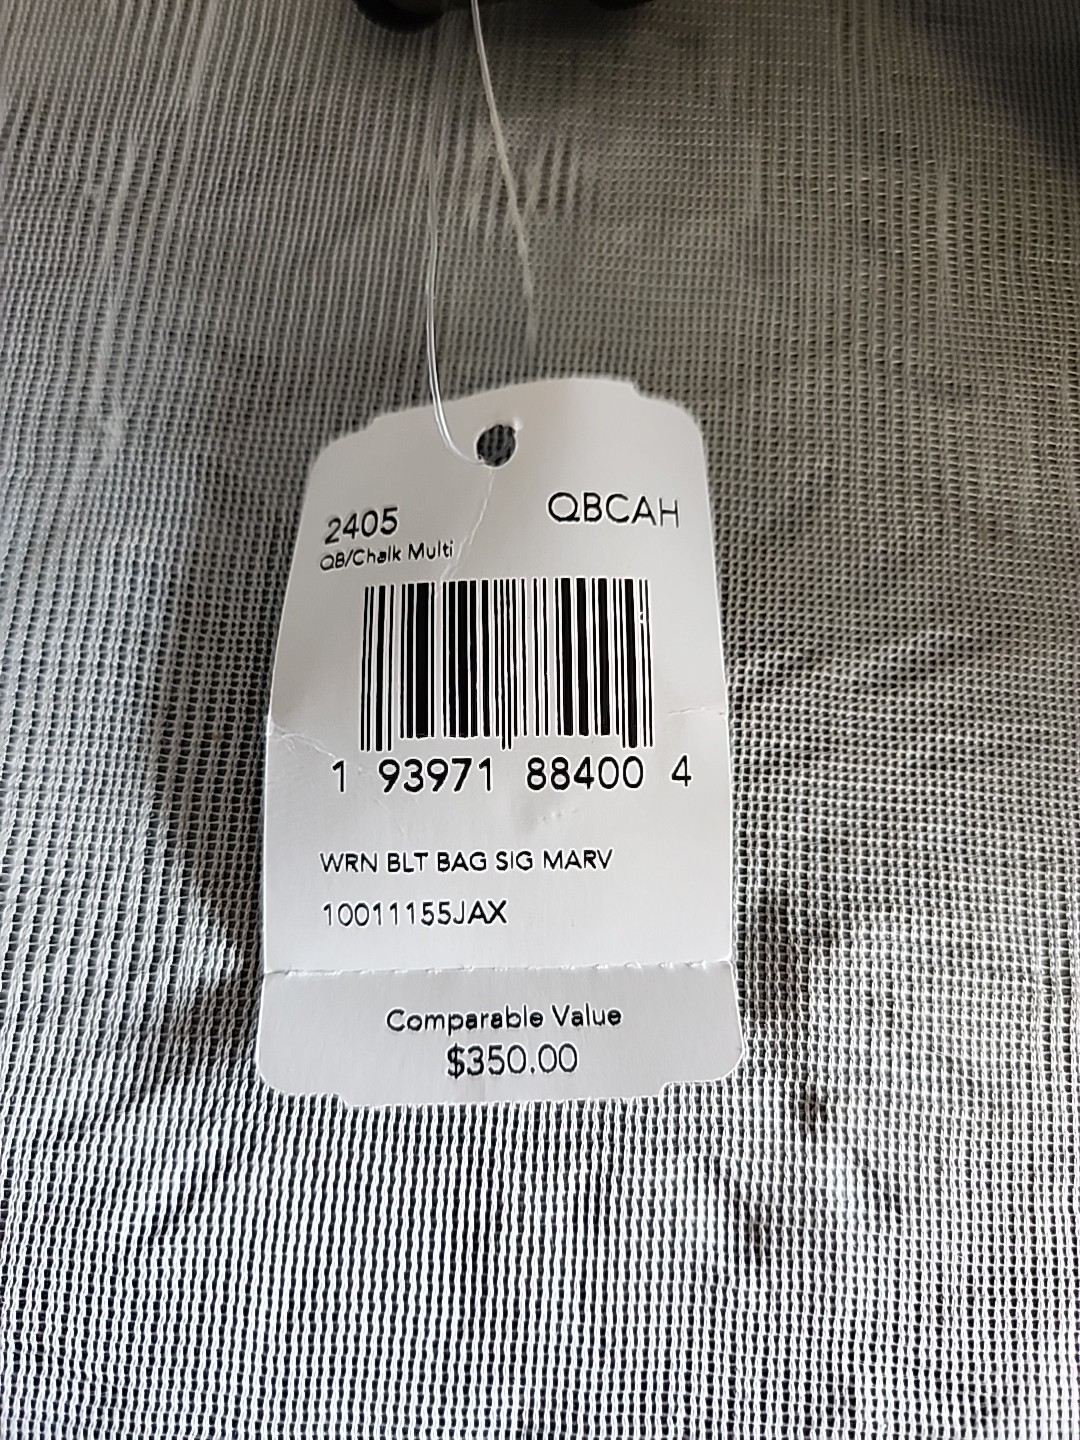 2405 QBCAH
QB/Chalk Multi
1 93971 88400 4
WRN BLT BAG SIG MARV
10011155JAX
Comparable Value
$350.00